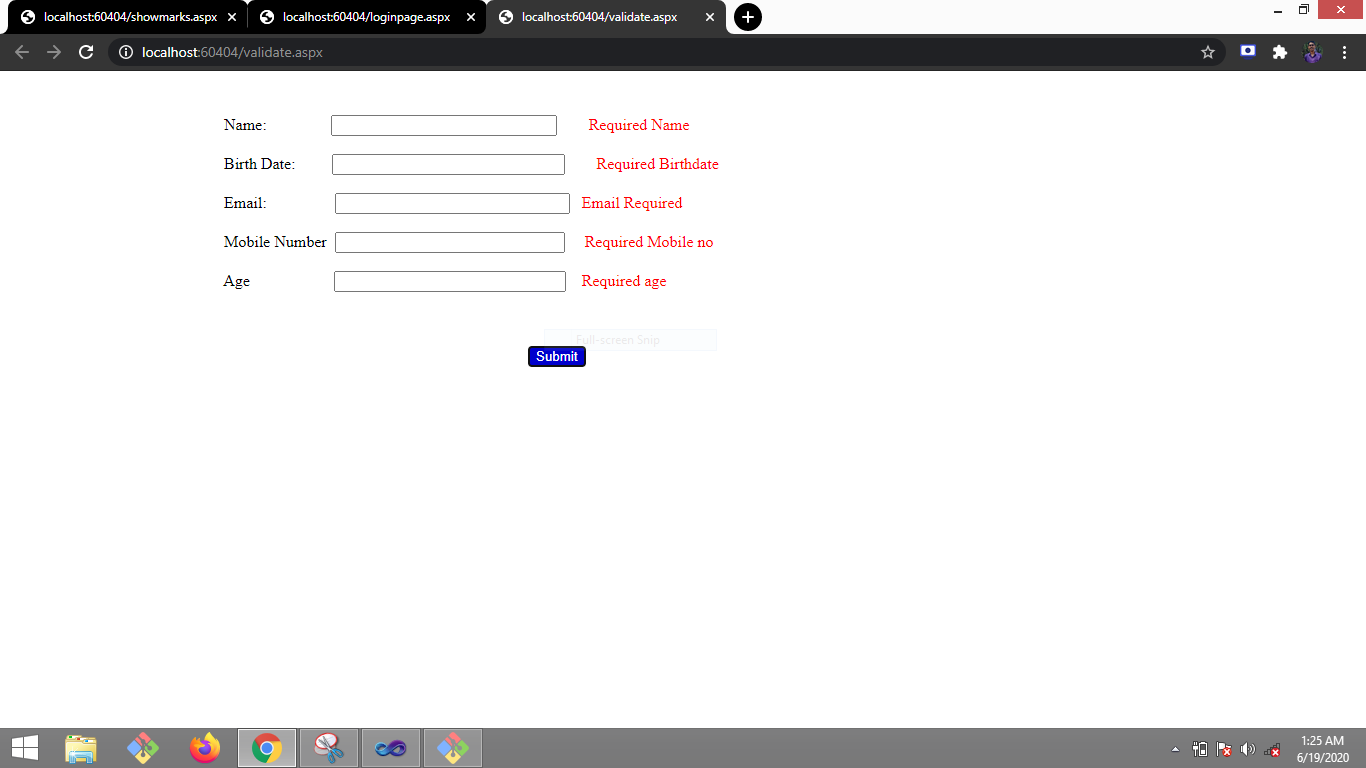 localhost:60404/showmarks.aspx
localhost:60404/loginpage.aspx
localhost:60404/validate.aspx
localhost:60404/validate.aspx
Name: Required Name
Birth Date: Required Birthdate
Email: Email Required
Mobile Number Required Mobile no
Age Required age
Full-screen Snip
Submit
1:25 AM
6/19/2020